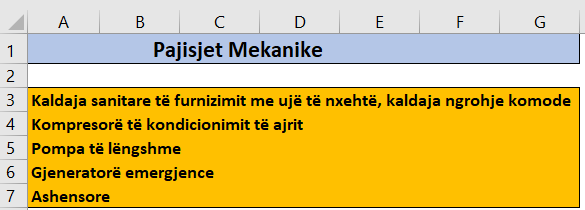 A B C D E F G
1 Pajisjet Mekanike
2
3 Kaldaja sanitare të furnizimit me ujë të nxehtë, kaldaja ngrohje komode
4 Kompresorë të kondicionimit të ajrit
5 Pompa të lëngshme
6 Gjeneratorë emergjence
7 Ashensore